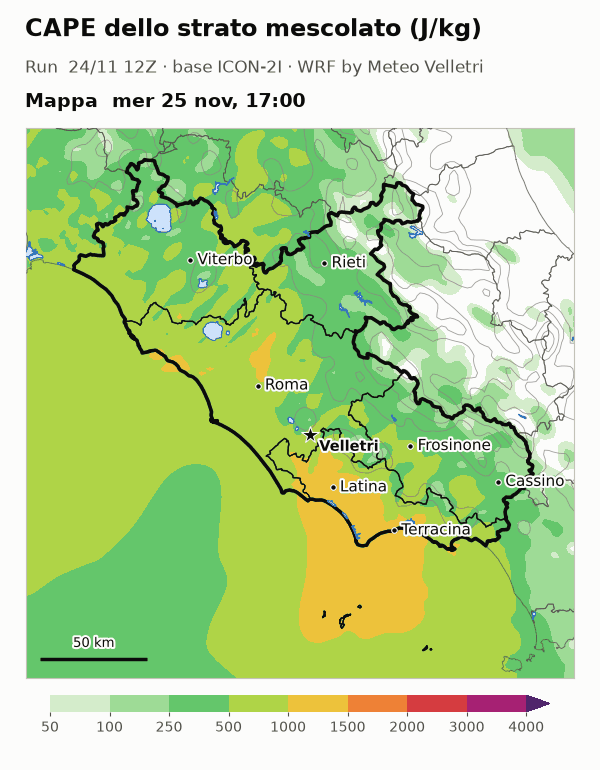 CAPE dello strato mescolato (J/kg)
Run 24/11 12Z · base ICON-2I · WRF by Meteo Velletri
Mappa mer 25 nov, 17:00
Viterbo
Rieti
Roma
Velletri
Frosinone
Latina
Cassino
Terracina
50 km
50 100 250 500 1000 1500 2000 3000 4000